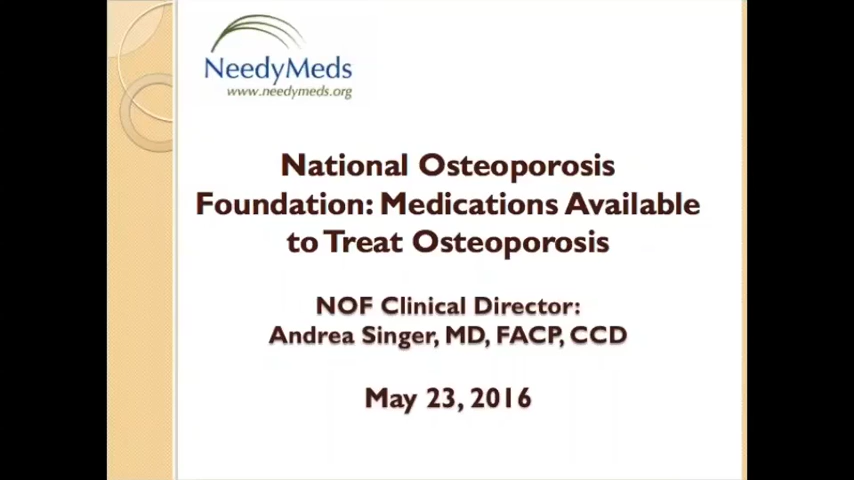 NeedyMeds
www.needymeds.org
National Osteoporosis
Foundation: Medications Available
to Treat Osteoporosis
NOF Clinical Director:
Andrea Singer, MD, FACP, CCD
May 23, 2016